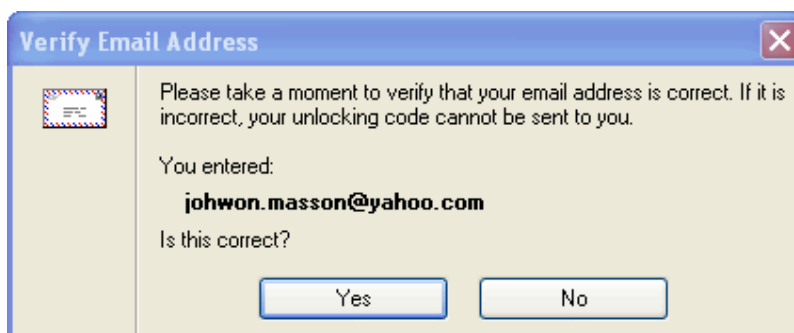 Verify Email Address
Please take a moment to verify that your email address is correct. If it is
incorrect, your unlocking code cannot be sent to you.
You entered:
johwon.masson@yahoo.com
Is this correct?
Yes
No